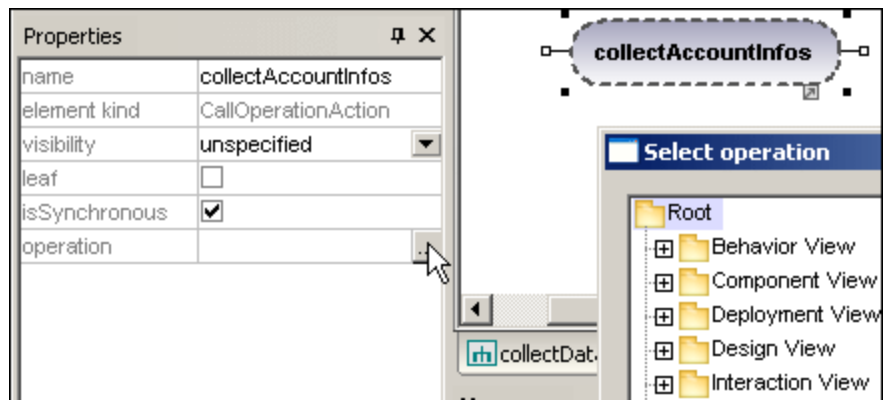 Properties
name collectAccountInfos
element kind CallOperationAction
visibility unspecified
leaf
isSynchronous
operation ...
collectAccountInfos
Select operation
Root
Behavior View
Component View
Deployment View
Design View
Interaction View
collectData